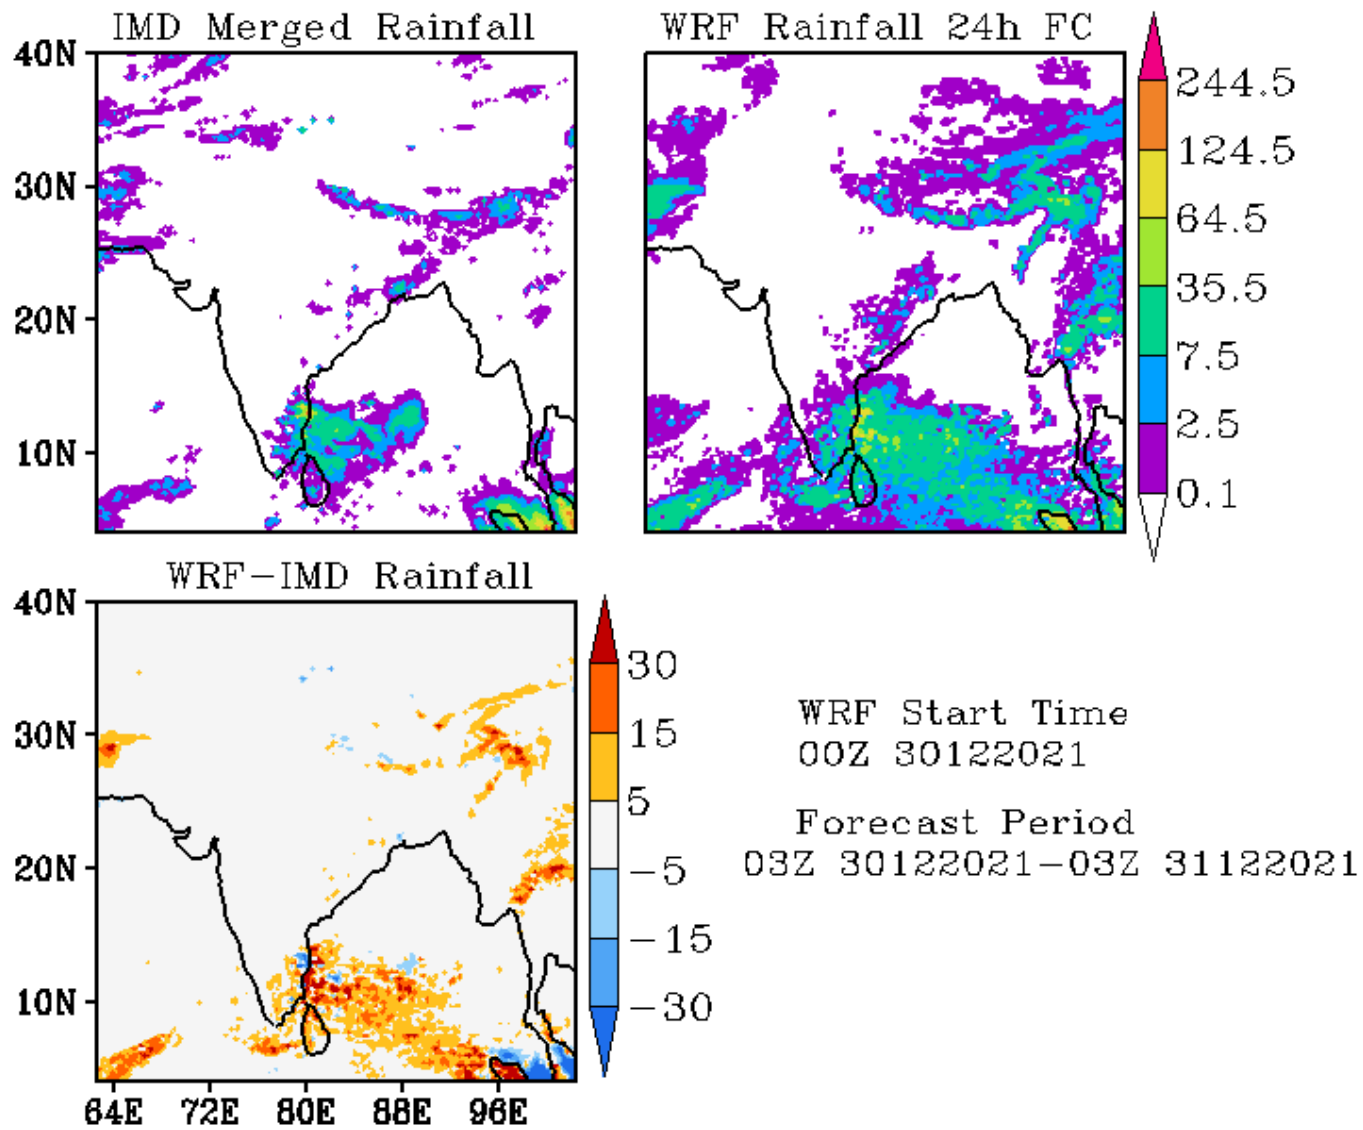 IMD Merged Rainfall
WRF Rainfall 24h FC
40N
30N
20N
10N
244.5
124.5
64.5
35.5
7.5
2.5
0.1
WRF-IMD Rainfall
40N
30N
20N
10N
64E 72E 80E 88E 96E
30
15
5
-5
-15
-30
WRF Start Time
00Z 30122021
Forecast Period
03Z 30122021-03Z 31122021